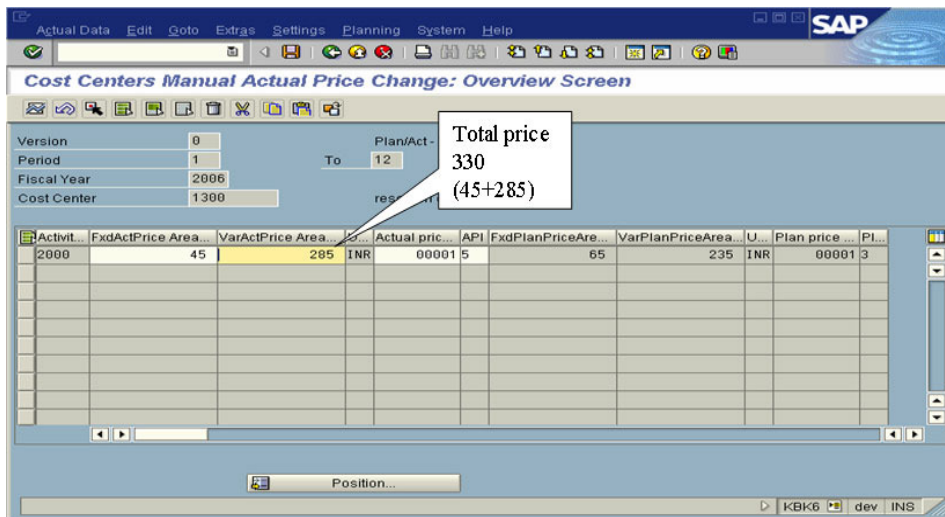 Actual Data Edit Goto Extras Settings Planning System Help
SAP
Cost Centers Manual Actual Price Change: Overview Screen
Version 0 Plan/Act -
Period 1 To 12
Fiscal Year 2006
Cost Center 1300
Total price
330
(45+285)
Activit... FxdActPrice Area... VarActPrice Area... Actual pric... API FxdPlanPriceAre... VarPlanPriceArea... U... Plan price ... Pl...
2000 45 285 INR 00001 5 65 235 INR 00001 3
Position...
KBK6 dev INS